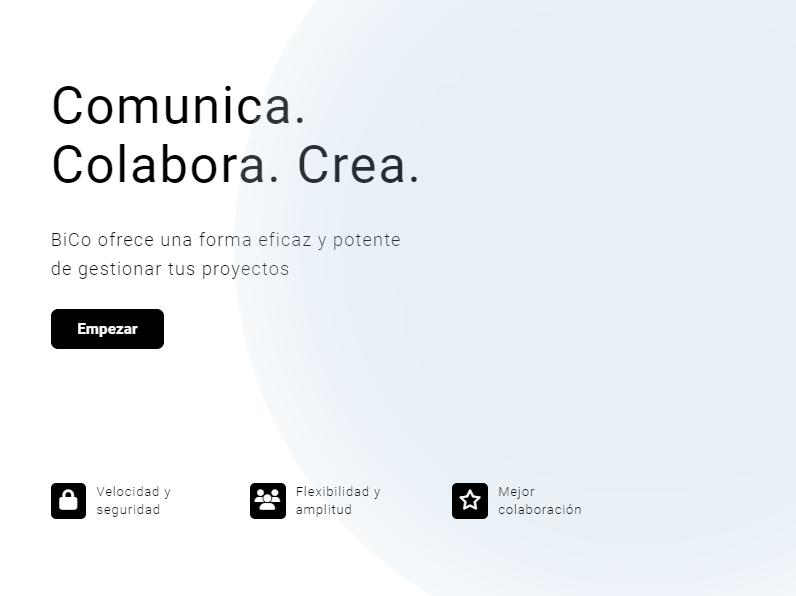 Comunica.
Colabora. Crea.
BiCo ofrece una forma eficaz y potente
de gestionar tus proyectos
Empezar
Velocidad y
seguridad
Flexibilidad y
amplitud
Mejor
colaboración